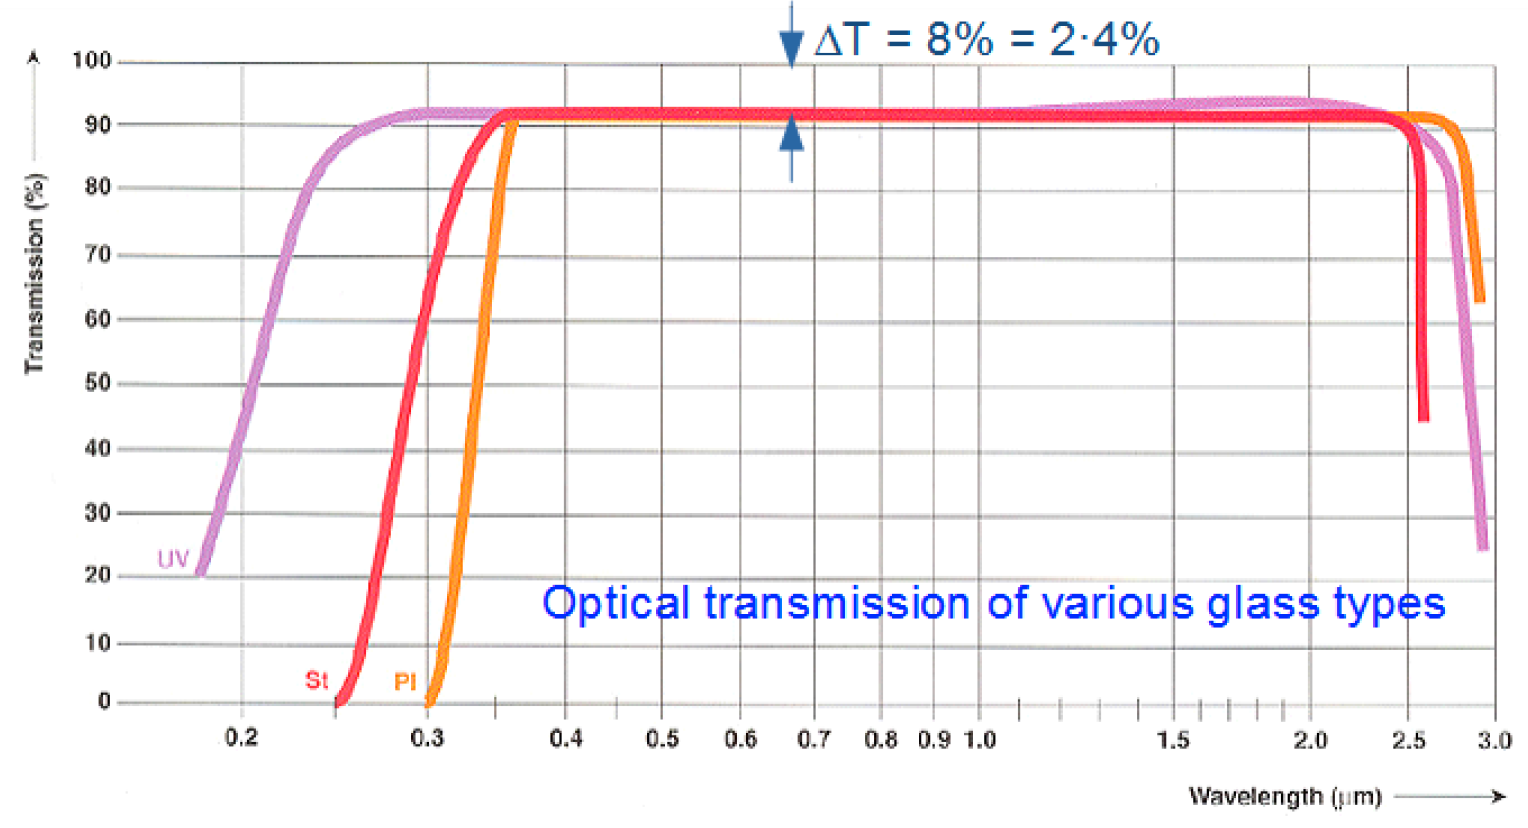 ΔT = 8% = 2·4%
100
90
80
70
60
50
40
30
20
10
0
Transmission (%)
UV
St
Pl
Optical transmission of various glass types
0.2 0.3 0.4 0.5 0.6 0.7 0.8 0.9 1.0 1.5 2.0 2.5 3.0
Wavelength (µm)